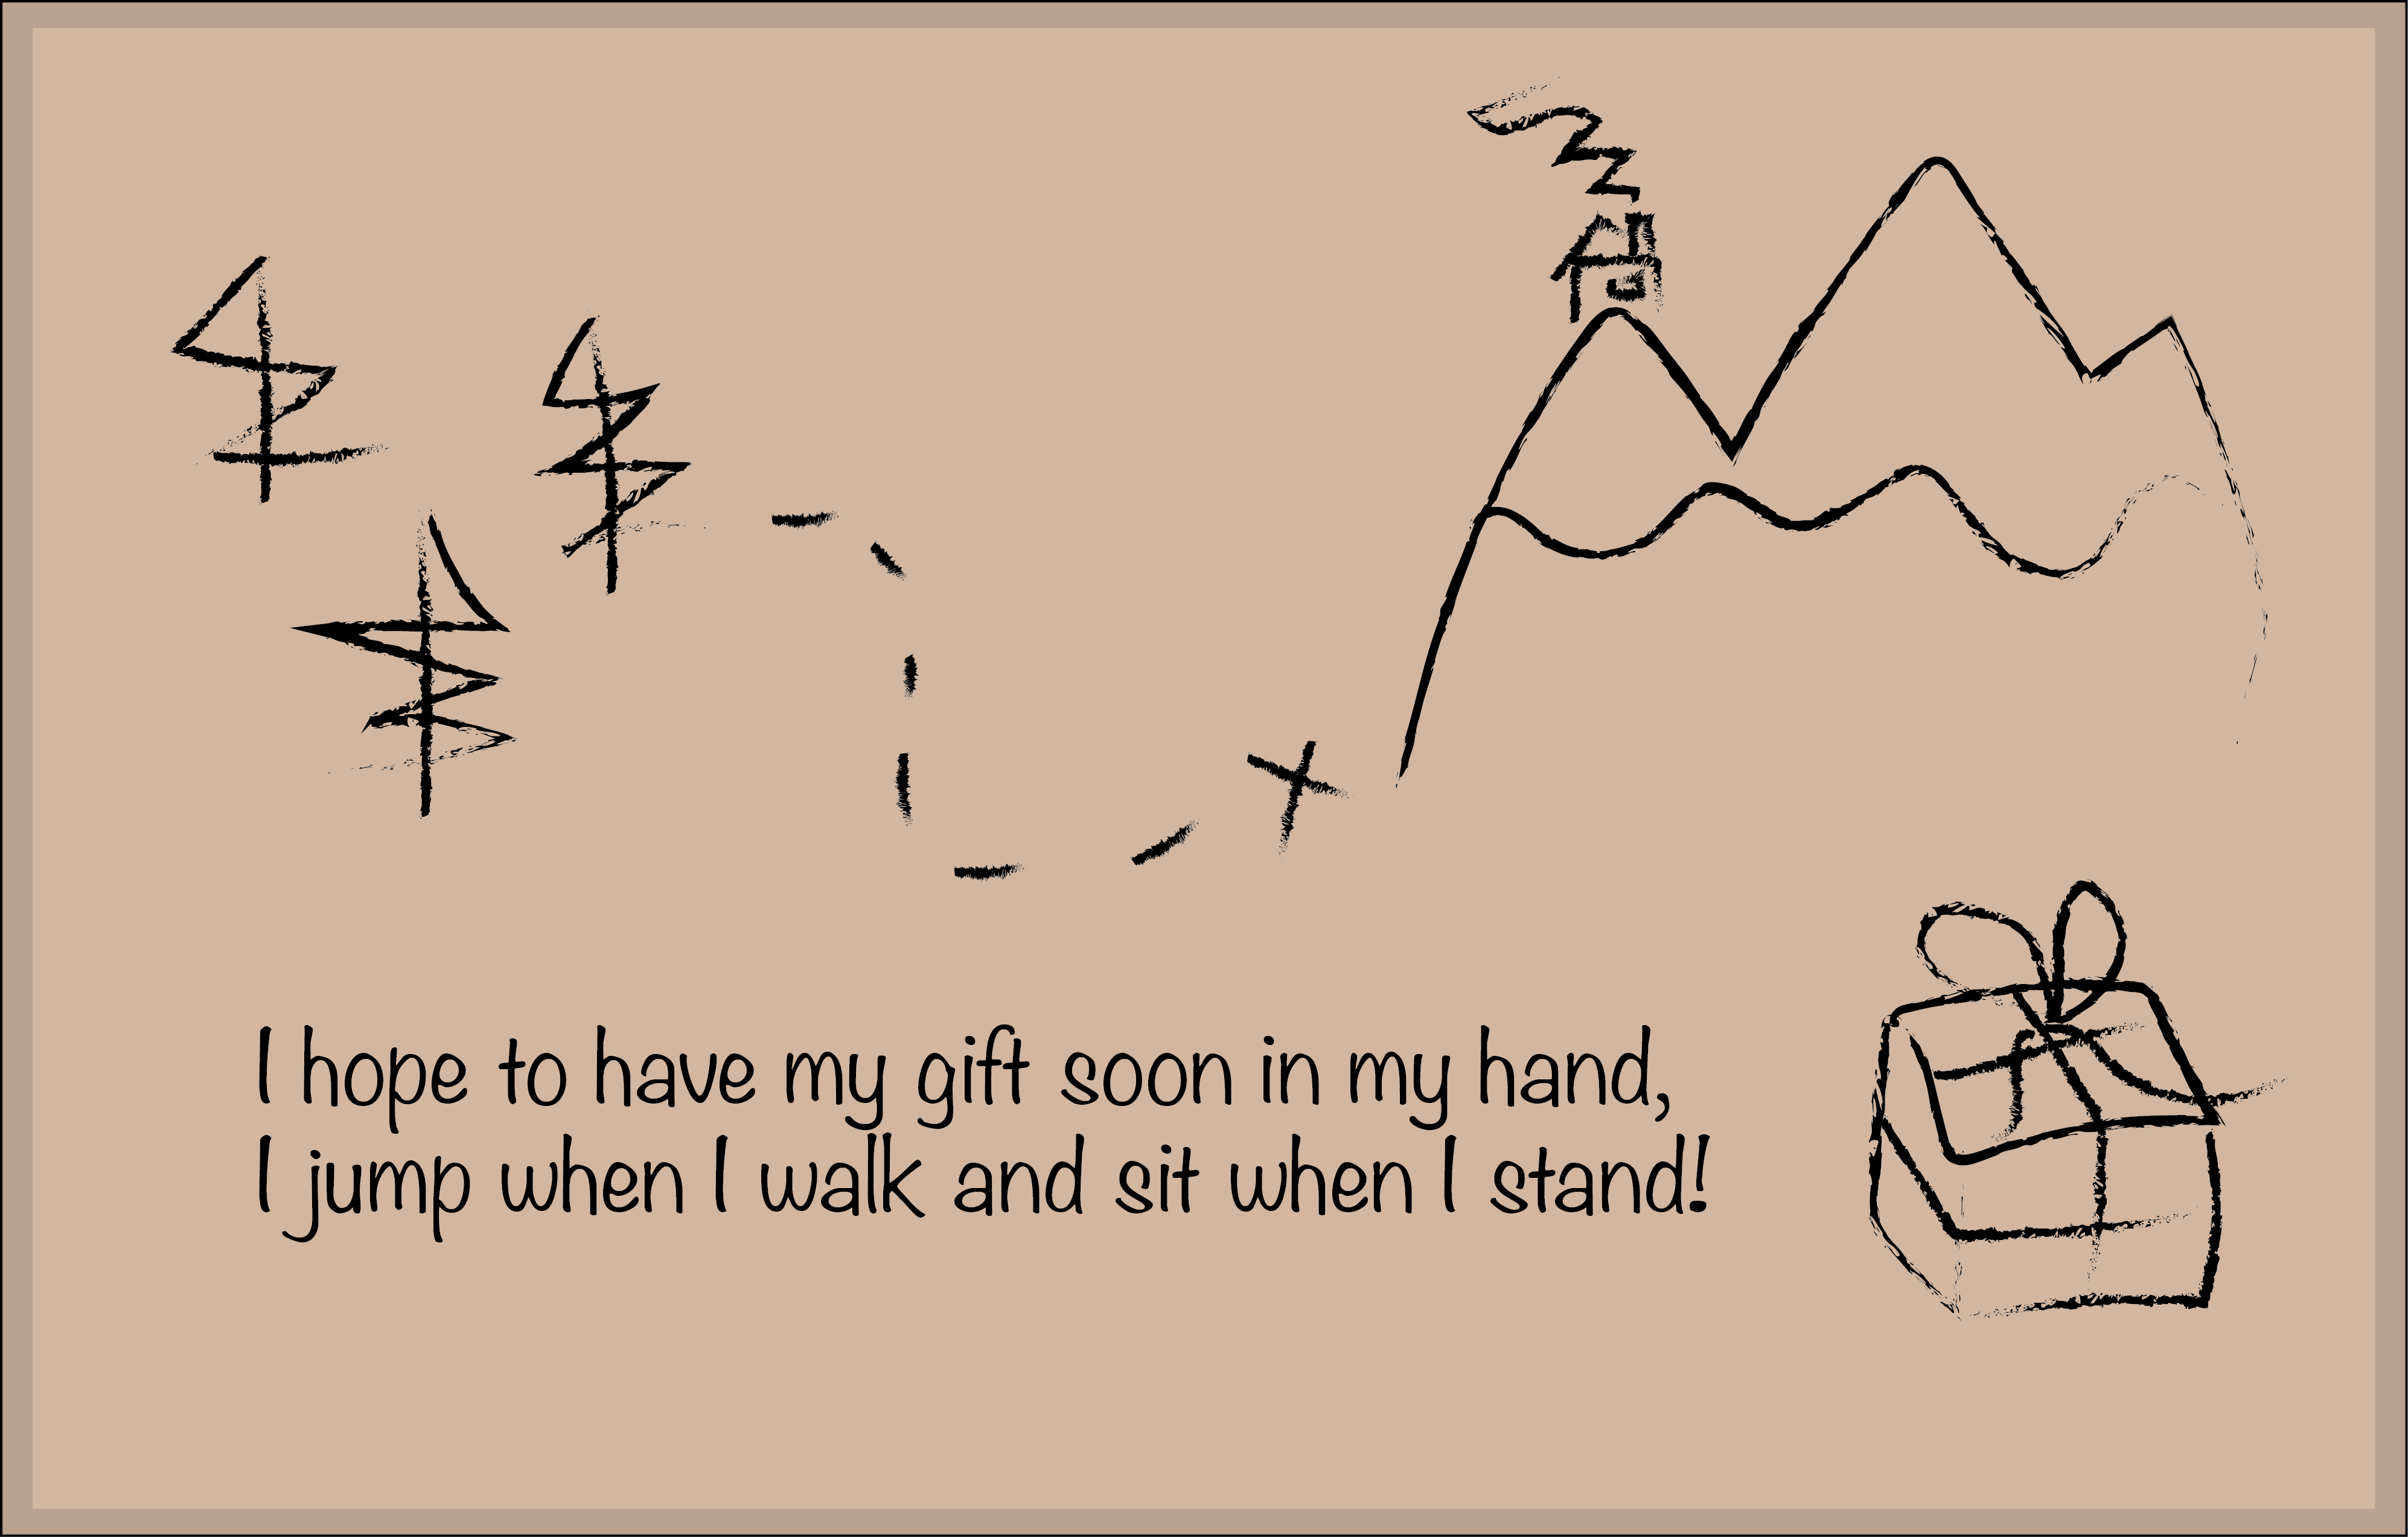 I hope to have my gift soon in my hand,
I jump when I walk and sit when I stand!